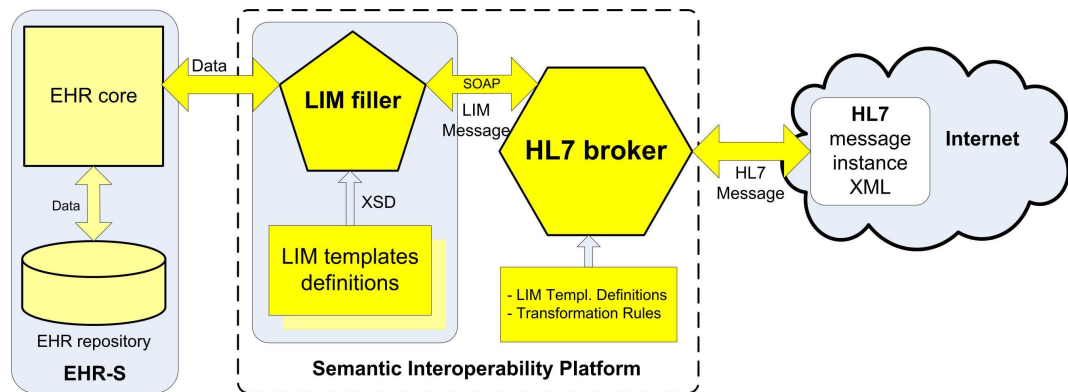 EHR core
Data
EHR repository
EHR-S
Data
LIM filler
XSD
LIM templates
definitions
SOAP
LIM
Message
HL7 broker
- LIM Templ. Definitions
- Transformation Rules
Semantic Interoperability Platform
HL7
Message
HL7
message
instance
XML
Internet